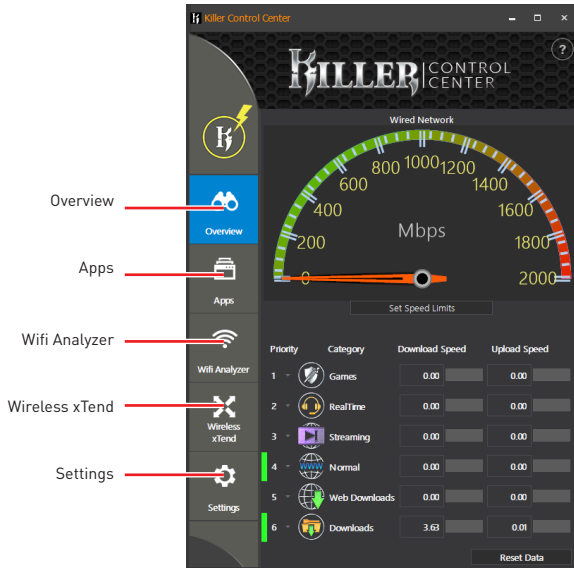 Killer Control Center
KILLER CONTROL CENTER
?
Wired Network
0 200 400 600 800 1000 1200 1400 1600 1800 2000
Mbps
Set Speed Limits
Overview
Overview
Apps
Apps
Wifi Analyzer
Wifi Analyzer
Wireless xTend
Wireless
xTend
Settings
Settings
Priority Category Download Speed Upload Speed
1 Games 0.00 0.00
2 RealTime 0.00 0.00
3 Streaming 0.00 0.00
4 www Normal 0.00 0.00
5 Web Downloads 0.00 0.00
6 Downloads 3.63 0.01
Reset Data